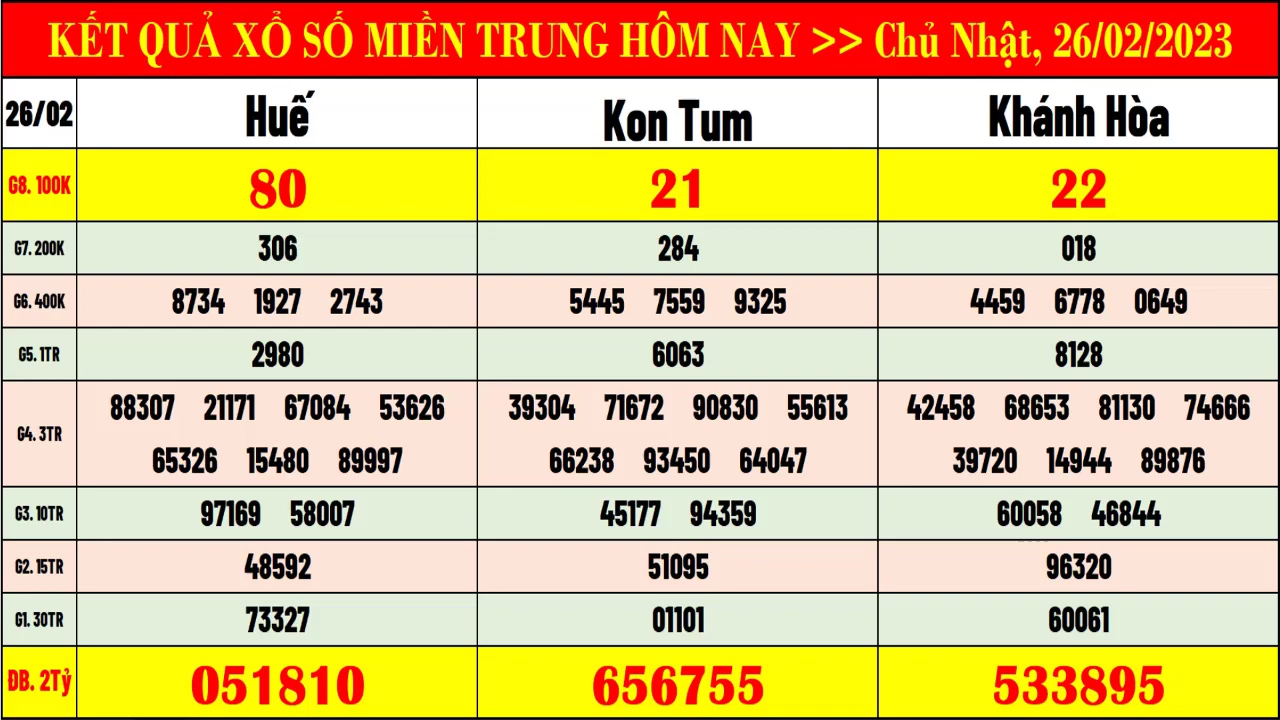 KẾT QUẢ XỔ SỐ MIỀN TRUNG HÔM NAY >> Chủ Nhật, 26/02/2023
26/02 Huế Kon Tum Khánh Hòa
G8. 100K 80 21 22
G7. 200K 306 284 018
G6. 400K 8734 1927 2743 5445 7559 9325 4459 6778 0649
G5. 1TR 2980 6063 8128
88307 21171 67084 53626 39304 71672 90830 55613 42458 68653 81130 74666
G4. 3TR
65326 15480 89997 66238 93450 64047 39720 14944 89876
G3. 10TR 97169 58007 45177 94359 60058 46844
G2. 15TR 48592 51095 96320
G1. 30TR 73327 01101 60061
ĐB. 2Tỷ 051810 656755 533895